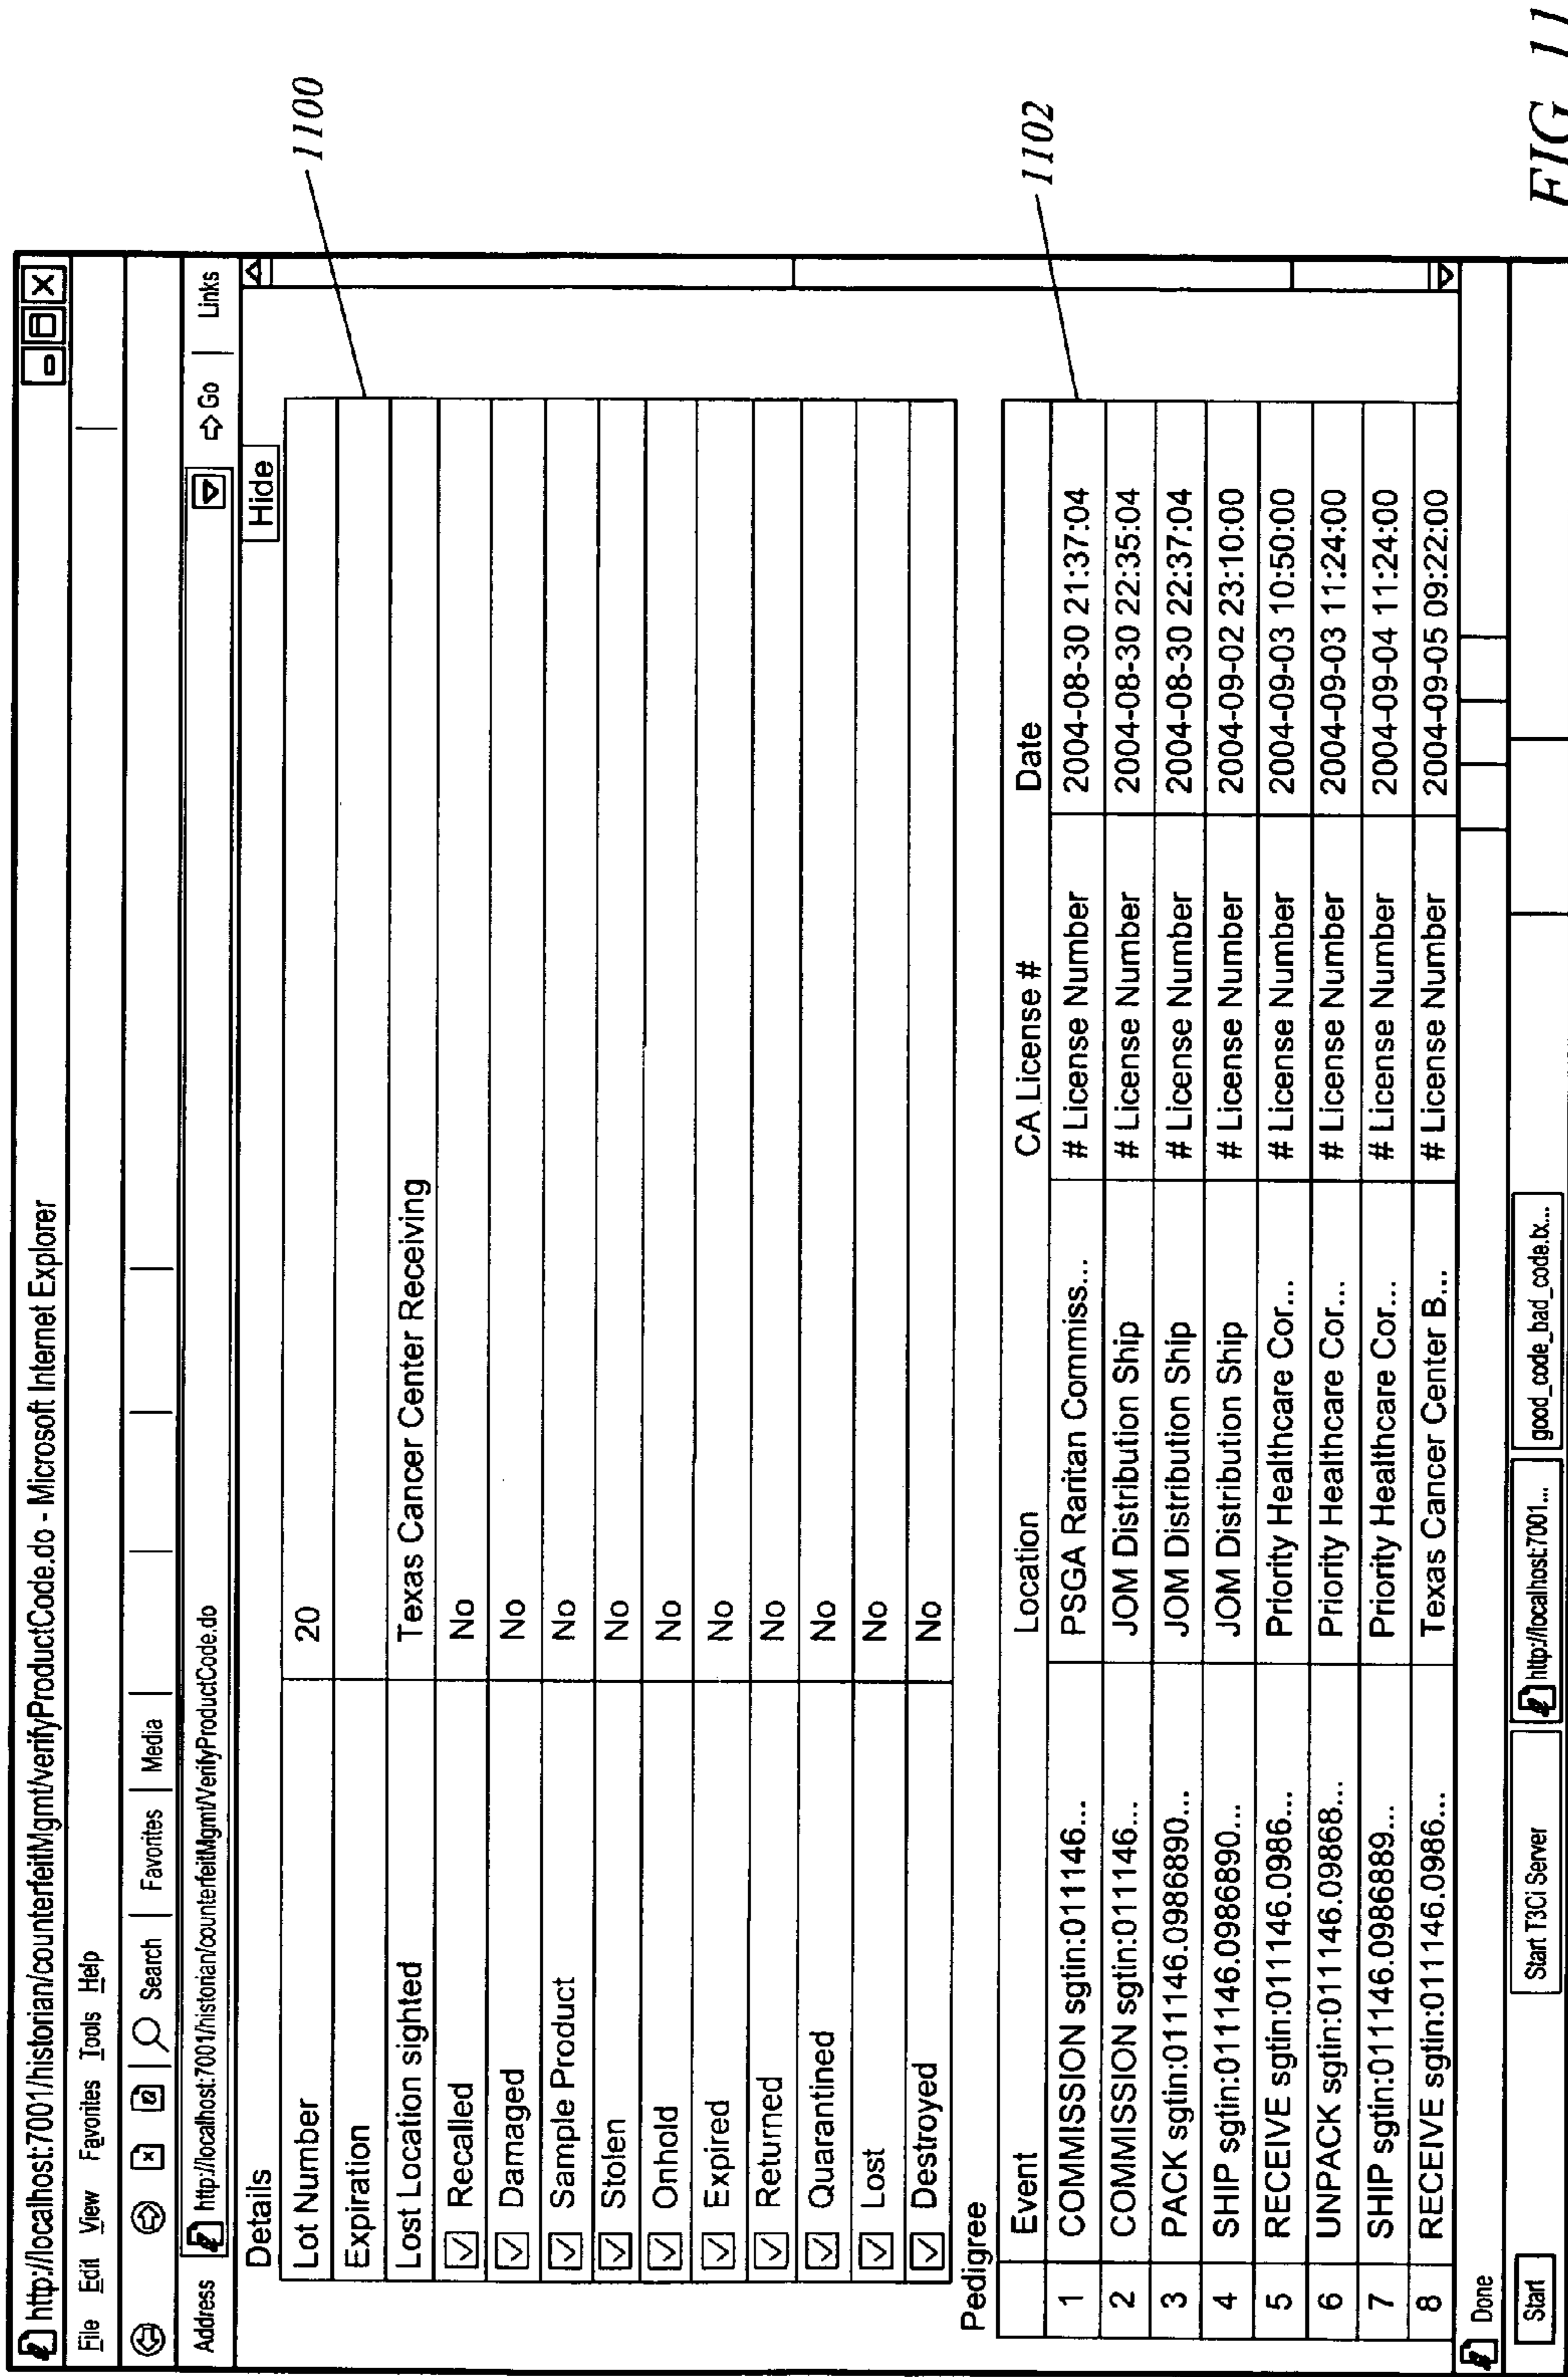 http://localhost:7001/historian/counterfeitMgmt/verifyProductCode.do - Microsoft Internet Explorer
File Edit View Favorites Tools Help
Search Favorites Media
Address http://localhost:7001/historian/counterfeitMgmt/VerifyProductCode.do Go Links
Details Hide
Lot Number 20
Expiration
Lost Location sighted Texas Cancer Center Receiving
Recalled No
Damaged No
Sample Product No
Stolen No
Onhold No
Expired No
Returned No
Quarantined No
Lost No
Destroyed No
1100
Pedigree
Event Location CA License # Date
1 COMMISSION sgtin:011146... PSGA Raritan Commiss... # License Number 2004-08-30 21:37:04
2 COMMISSION sgtin:011146... JOM Distribution Ship # License Number 2004-08-30 22:35:04
3 PACK sgtin:011146.0986890... JOM Distribution Ship # License Number 2004-08-30 22:37:04
4 SHIP sgtin:011146.0986890... JOM Distribution Ship # License Number 2004-09-02 23:10:00
5 RECEIVE sgtin:011146.0986... Priority Healthcare Cor... # License Number 2004-09-03 10:50:00
6 UNPACK sgtin:011146.09868... Priority Healthcare Cor... # License Number 2004-09-03 11:24:00
7 SHIP sgtin:011146.0986889... Priority Healthcare Cor... # License Number 2004-09-04 11:24:00
8 RECEIVE sgtin:011146.0986... Texas Cancer Center B... # License Number 2004-09-05 09:22:00
1102
Done
Start Start T3Ci Server http://localhost:7001... good_code_bad_code.tx...
FIG. 11